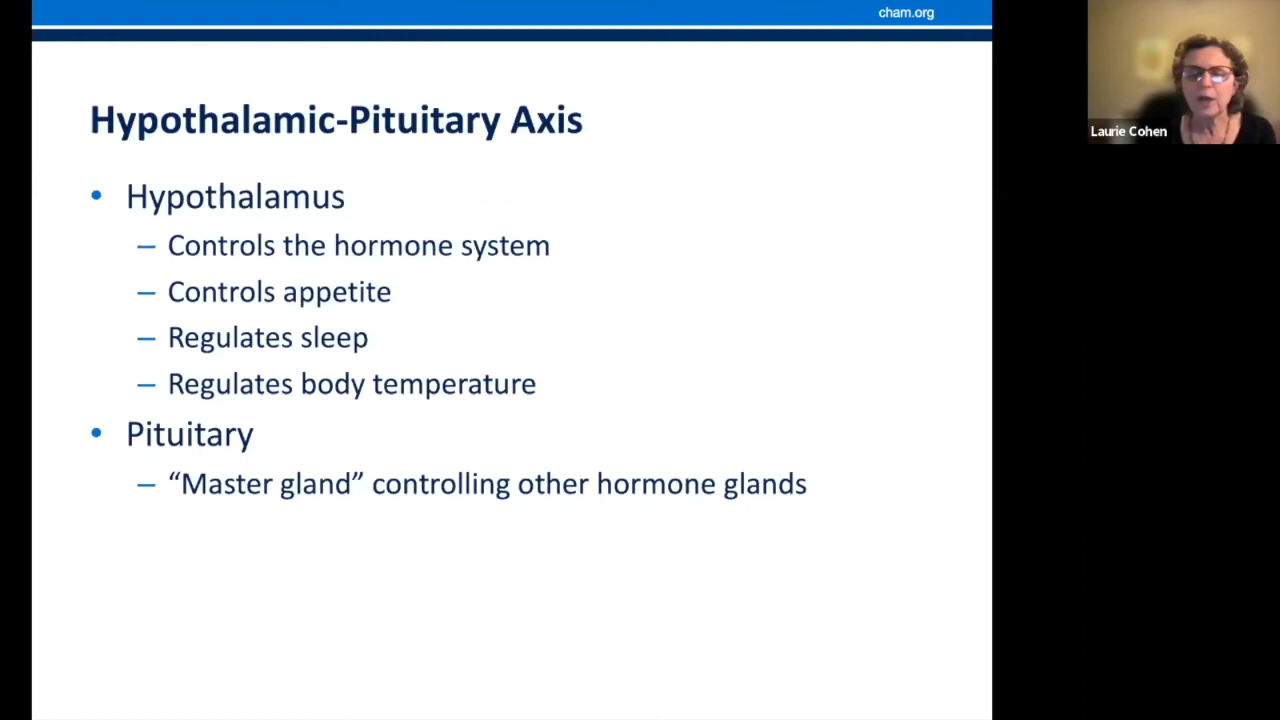 cham.org
Hypothalamic-Pituitary Axis
• Hypothalamus
– Controls the hormone system
– Controls appetite
– Regulates sleep
– Regulates body temperature
• Pituitary
– “Master gland” controlling other hormone glands
Laurie Cohen